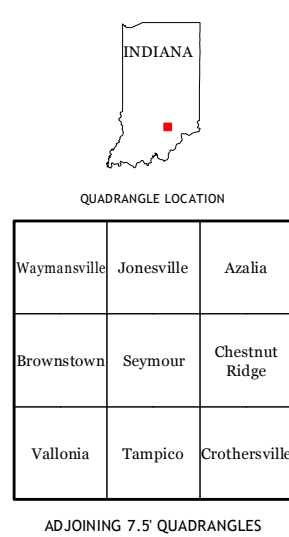 INDIANA
QUADRANGLE LOCATION
Waymansville Jonesville Azalia
Brownstown Seymour Chestnut
Ridge
Vallonia Tampico Crothersville
ADJOINING 7.5' QUADRANGLES